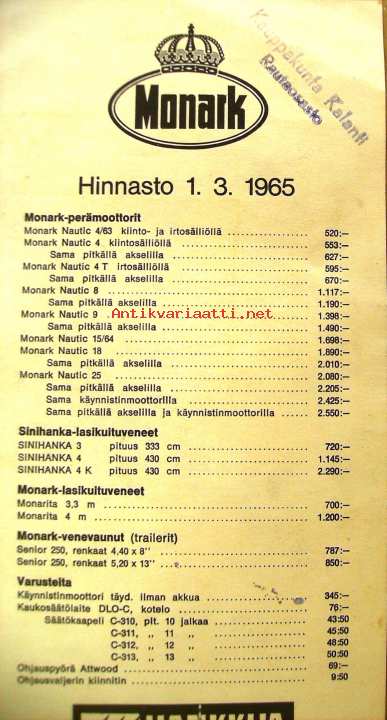 Monark
Kauppakunta Kalanti
Rautaosasto
Hinnasto 1. 3. 1965
Monark-perämoottorit
Monark Nautic 4/63 kiinto- ja irtosäiliöllä 520:—
Monark Nautic 4 kiintosäiliöllä 553:—
Sama pitkällä akselilla 627:—
Monark Nautic 4 T irtosäiliöllä 595:—
Sama pitkällä akselilla 670:—
Monark Nautic 8 1.117:—
Sama pitkällä akselilla 1.190:—
Monark Nautic 9 1.398:—
Sama pitkällä akselilla 1.490:—
Monark Nautic 15/64 1.698:—
Monark Nautic 18 1.890:—
Sama pitkällä akselilla 2.010:—
Monark Nautic 25 2.080:—
Sama pitkällä akselilla 2.205:—
Sama käynnistinmoottorilla 2.425:—
Sama pitkällä akselilla ja käynnistinmoottorilla 2.550:—
Antikvariaatti.net
Sinihanka-lasikuituveneet
SINIHANKA 3 pituus 333 cm 720:—
SINIHANKA 4 pituus 430 cm 1.145:—
SINIHANKA 4 K pituus 430 cm 2.290:—
Monark-lasikuituveneet
Monarita 3,3 m 700:—
Monarita 4 m 1.200:—
Monark-venevaunut (trailerit)
Senior 250, renkaat 4,40 x 8'' 787:—
Senior 250, renkaat 5,20 x 13'' 850:—
Varusteita
Käynnistinmoottori täyd. ilman akkua 345:—
Kaukosäätölaite DLO-C, kotelo 76:—
Säätökaapeli C-310, plt. 10 jalkaa 43:50
C-311, ,, 11 ,, 45:50
C-312, ,, 12 ,, 48:50
C-313, ,, 13 ,, 50:50
Ohjauspyörä Attwood 69:—
Ohjausvaijerin kiinnitin 9:50